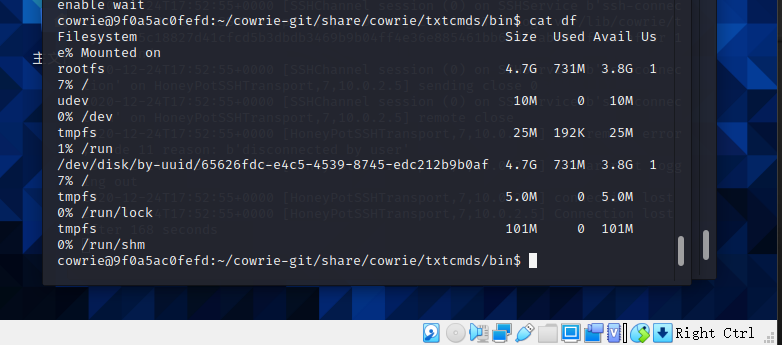 enable wait
cowrie@9f0a5ac0fefd:~/cowrie-git/share/cowrie/txtcmds/bin$ cat df
Filesystem Size Used Avail Us
e% Mounted on
rootfs 4.7G 731M 3.8G 1
7% /
udev 10M 0 10M
0% /dev
tmpfs 25M 192K 25M
1% /run
/dev/disk/by-uuid/65626fdc-e4c5-4539-8745-edc212b9b0af 4.7G 731M 3.8G 1
7% /
tmpfs 5.0M 0 5.0M
0% /run/lock
tmpfs 101M 0 101M
0% /run/shm
cowrie@9f0a5ac0fefd:~/cowrie-git/share/cowrie/txtcmds/bin$
Right Ctrl